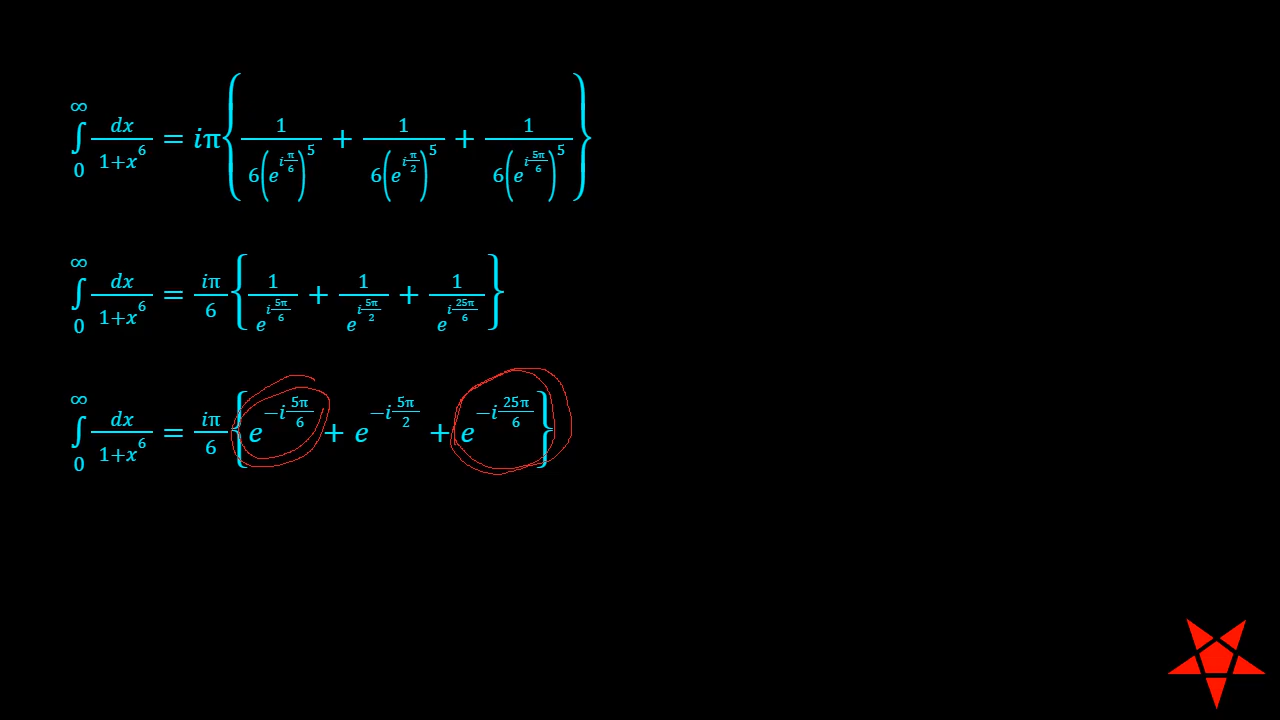 ∫₀^∞ dx/(1+x⁶) = iπ{1/(6(e^(iπ/6))⁵) + 1/(6(e^(iπ/2))⁵) + 1/(6(e^(i5π/6))⁵)}
∫₀^∞ dx/(1+x⁶) = iπ/6 {1/e^(i5π/6) + 1/e^(i5π/2) + 1/e^(i25π/6)}
∫₀^∞ dx/(1+x⁶) = iπ/6 {e^(−i5π/6) + e^(−i5π/2) + e^(−i25π/6)}